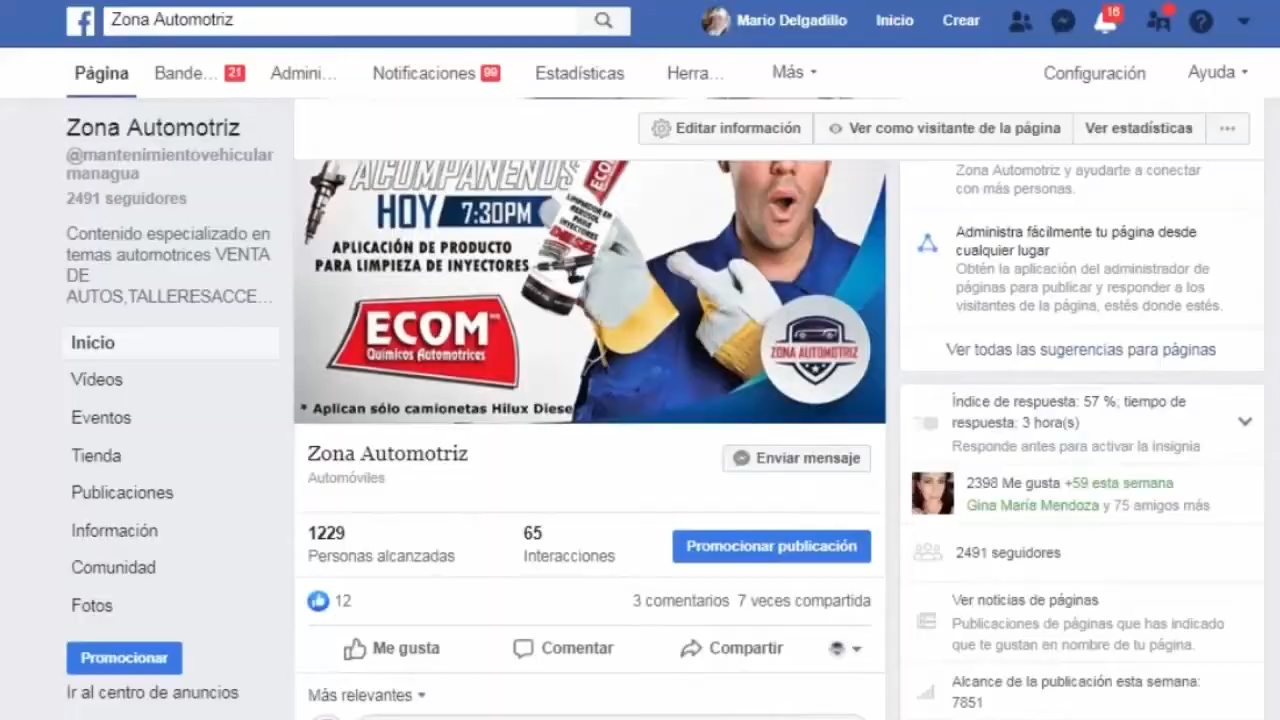 Zona Automotriz
Mario Delgadillo
Inicio
Crear
16
Página
Bande... 21
Admini...
Notificaciones 99
Estadísticas
Herra...
Más
Configuración
Ayuda
Zona Automotriz
@mantenimientovehicular
managua
2491 seguidores
Contenido especializado en
temas automotrices VENTA
DE
AUTOS,TALLERESACCE...
Inicio
Vídeos
Eventos
Tienda
Publicaciones
Información
Comunidad
Fotos
Promocionar
Ir al centro de anuncios
Editar información
Ver como visitante de la página
Ver estadísticas
ACOMPAÑENOS
HOY 7:30PM
APLICACIÓN DE PRODUCTO
PARA LIMPIEZA DE INYECTORES
ECOM
Químicos Automotrices
* Aplican sólo camionetas Hilux Diese
ECO
LIMPIADOR EN
AEROSOL
PARA
INYECTORES
DIESEL
ZONA AUTOMOTRIZ
Zona Automotriz
Automóviles
Enviar mensaje
1229
Personas alcanzadas
65
Interacciones
Promocionar publicación
12
3 comentarios 7 veces compartida
Me gusta
Comentar
Compartir
Más relevantes
Zona Automotriz y ayudarte a conectar
con más personas.
Administra fácilmente tu página desde
cualquier lugar
Obtén la aplicación del administrador de
páginas para publicar y responder a los
visitantes de la página, estés donde estés.
Ver todas las sugerencias para páginas
Índice de respuesta: 57 %; tiempo de
respuesta: 3 hora(s)
Responde antes para activar la insignia
2398 Me gusta +59 esta semana
Gina María Mendoza y 75 amigos más
2491 seguidores
Ver noticias de páginas
Publicaciones de páginas que has indicado
que te gustan en nombre de tu página.
Alcance de la publicación esta semana:
7851